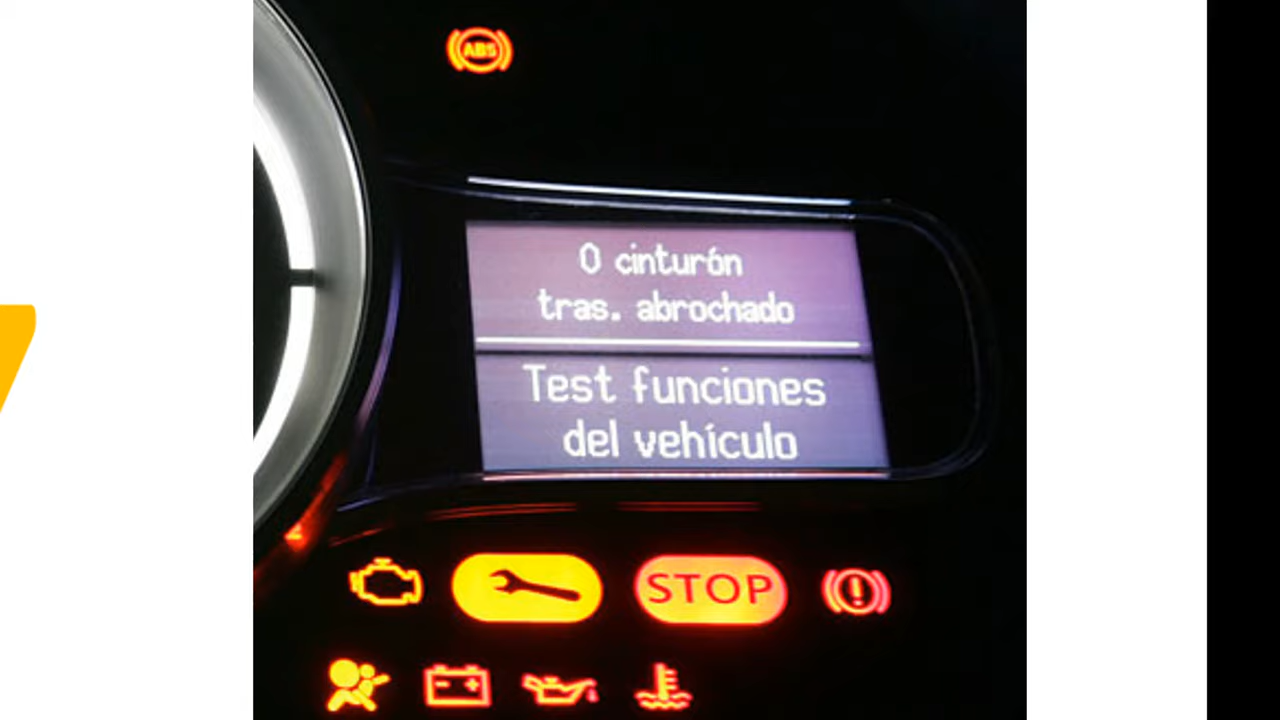 ABS
0 cinturón
tras. abrochado
Test funciones
del vehículo
STOP